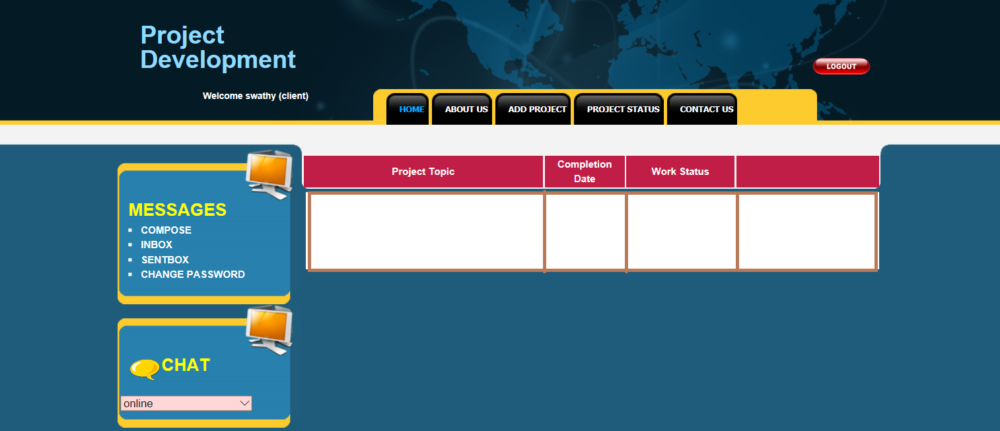 Project
Development
LOGOUT
Welcome swathy (client)
HOME ABOUT US ADD PROJECT PROJECT STATUS CONTACT US
Project Topic Completion Date Work Status
MESSAGES
COMPOSE
INBOX
SENTBOX
CHANGE PASSWORD
CHAT
online